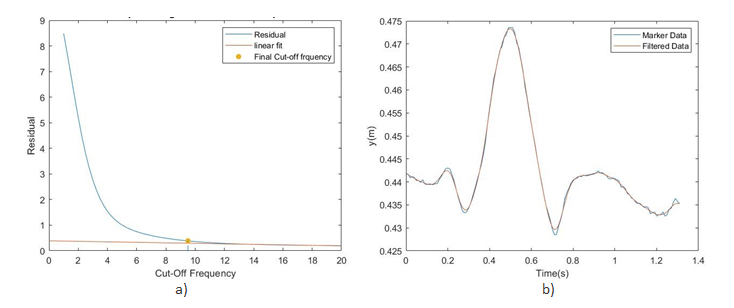 9
8
7
6
5
4
3
2
1
0
Residual
0 2 4 6 8 10 12 14 16 18 20
Cut-Off Frequency
Residual
linear fit
Final Cut-off frquency
a)
0.475
0.47
0.465
0.46
0.455
0.45
0.445
0.44
0.435
0.43
0.425
y(m)
0 0.2 0.4 0.6 0.8 1 1.2 1.4
Time(s)
Marker Data
Filtered Data
b)